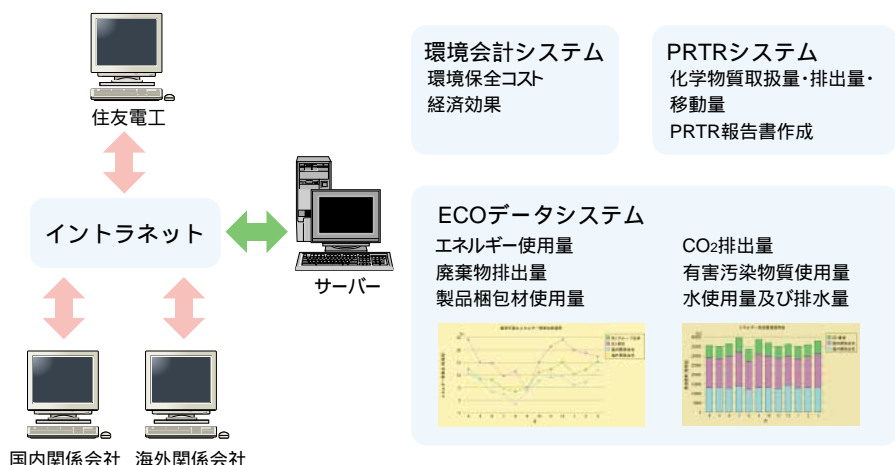 住友電工
イントラネット
サーバー
国内関係会社
海外関係会社
環境会計システム
環境保全コスト
経済効果
PRTRシステム
化学物質取扱量・排出量・
移動量
PRTR報告書作成
ECOデータシステム
エネルギー使用量
廃棄物排出量
製品梱包材使用量
CO2排出量
有害汚染物質使用量
水使用量及び排水量